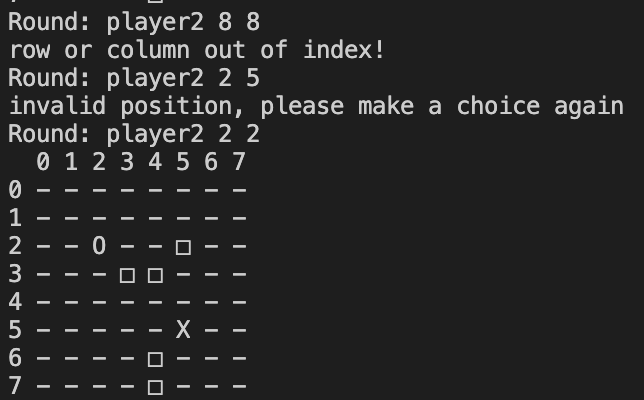 Round: player2 8 8
row or column out of index!
Round: player2 2 5
invalid position, please make a choice again
Round: player2 2 2
  0 1 2 3 4 5 6 7
0 - - - - - - - -
1 - - - - - - - -
2 - - O - - □ - -
3 - - - □ □ - - -
4 - - - - - - - -
5 - - - - - X - -
6 - - - - □ - - -
7 - - - - □ - - -